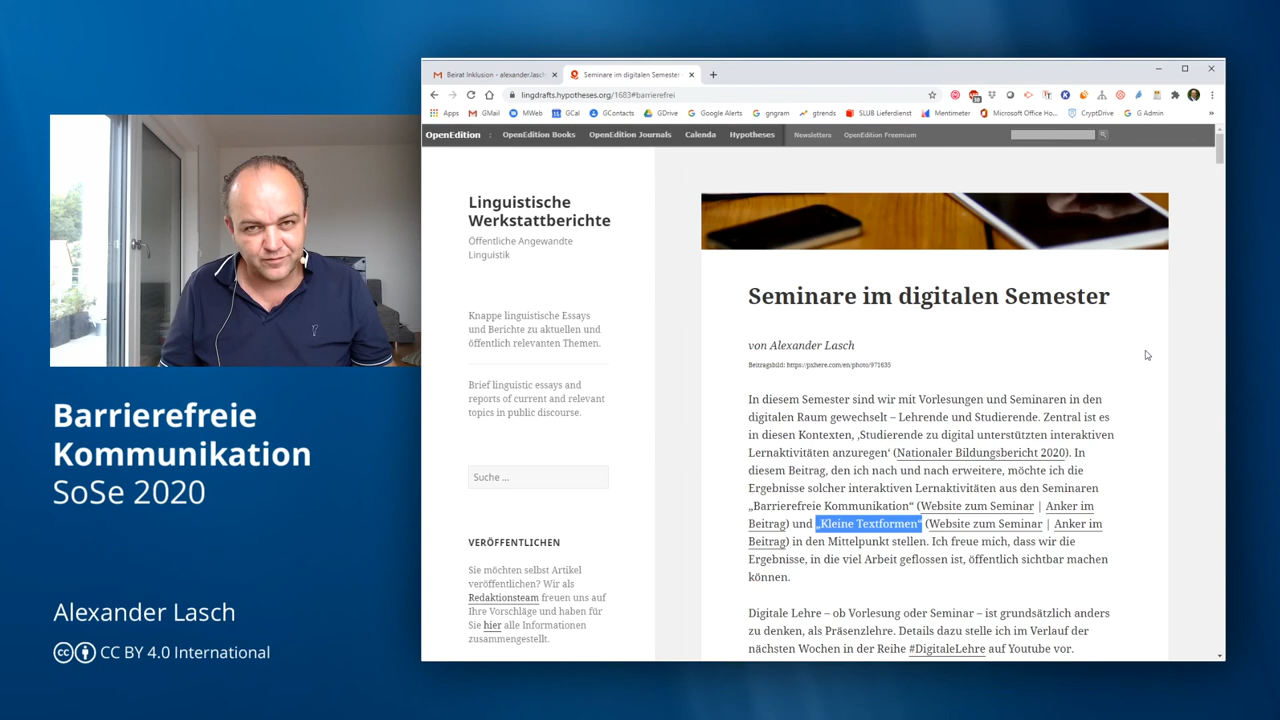 Barrierefreie
Kommunikation
SoSe 2020
Alexander Lasch
CC BY 4.0 International
Beirat Inklusion - alexander.lasc
Seminare im digitalen Semester
lingdrafts.hypotheses.org/1683#barrierefrei
Apps GMail MWeb GCal GContacts GDrive Google Alerts gngram gtrends SLUB Lieferdienst Mentimeter Microsoft Office Ho... CryptDrive G Admin »
OpenEdition : OpenEdition Books OpenEdition Journals Calenda Hypotheses Newsletters OpenEdition Freemium
Linguistische
Werkstattberichte
Öffentliche Angewandte
Linguistik
Knappe linguistische Essays
und Berichte zu aktuellen und
öffentlich relevanten Themen.
Brief linguistic essays and
reports of current and relevant
topics in public discourse.
Suche ...
VERÖFFENTLICHEN
Sie möchten selbst Artikel
veröffentlichen? Wir als
Redaktionsteam freuen uns auf
Ihre Vorschläge und haben für
Sie hier alle Informationen
zusammengestellt.
Seminare im digitalen Semester
von Alexander Lasch
Beitragsbild: https://pxhere.com/en/photo/971635
In diesem Semester sind wir mit Vorlesungen und Seminaren in den
digitalen Raum gewechselt – Lehrende und Studierende. Zentral ist es
in diesen Kontexten, ‚Studierende zu digital unterstützten interaktiven
Lernaktivitäten anzuregen‘ (Nationaler Bildungsbericht 2020). In
diesem Beitrag, den ich nach und nach erweitere, möchte ich die
Ergebnisse solcher interaktiven Lernaktivitäten aus den Seminaren
„Barrierefreie Kommunikation“ (Website zum Seminar | Anker im
Beitrag) und „Kleine Textformen“ (Website zum Seminar | Anker im
Beitrag) in den Mittelpunkt stellen. Ich freue mich, dass wir die
Ergebnisse, in die viel Arbeit geflossen ist, öffentlich sichtbar machen
können.
Digitale Lehre – ob Vorlesung oder Seminar – ist grundsätzlich anders
zu denken, als Präsenzlehre. Details dazu stelle ich im Verlauf der
nächsten Wochen in der Reihe #DigitaleLehre auf Youtube vor.